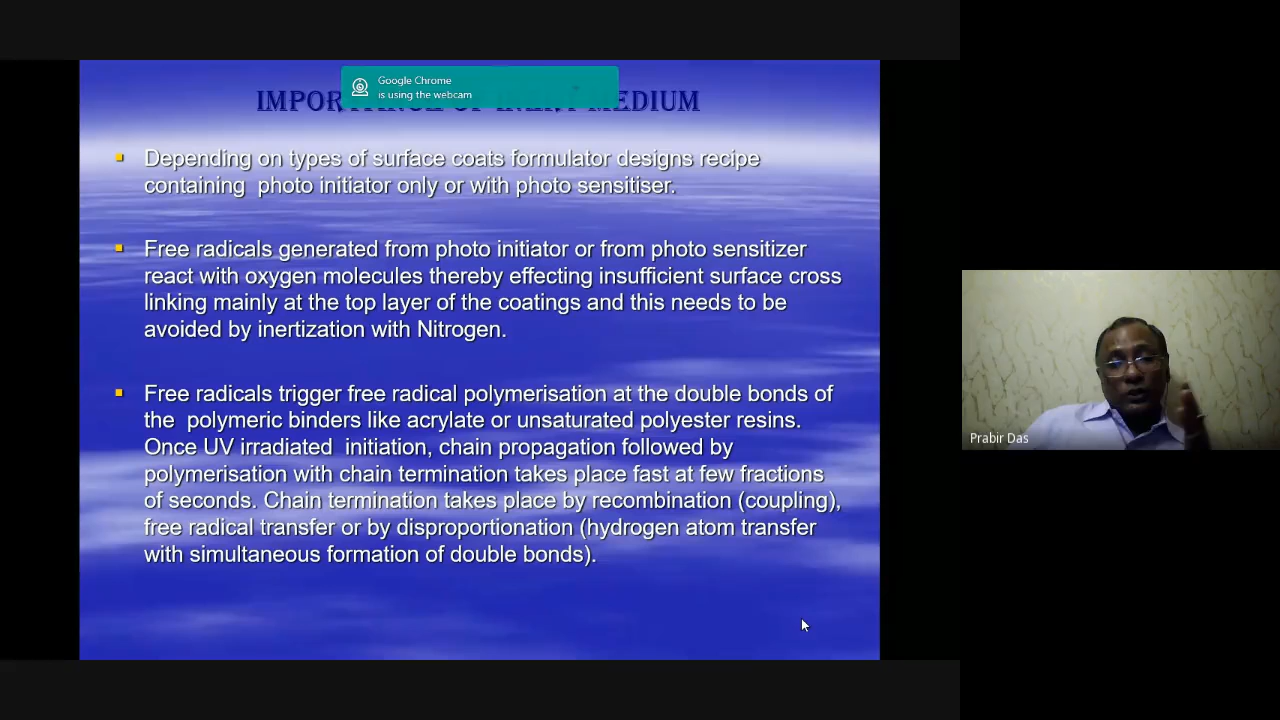 Google Chrome
is using the webcam
MEDIUM
Depending on types of surface coats formulator designs recipe
containing photo initiator only or with photo sensitiser.
Free radicals generated from photo initiator or from photo sensitizer
react with oxygen molecules thereby effecting insufficient surface cross
linking mainly at the top layer of the coatings and this needs to be
avoided by inertization with Nitrogen.
Free radicals trigger free radical polymerisation at the double bonds of
the polymeric binders like acrylate or unsaturated polyester resins.
Once UV irradiated initiation, chain propagation followed by
polymerisation with chain termination takes place fast at few fractions
of seconds. Chain termination takes place by recombination (coupling),
free radical transfer or by disproportionation (hydrogen atom transfer
with simultaneous formation of double bonds).
Prabir Das